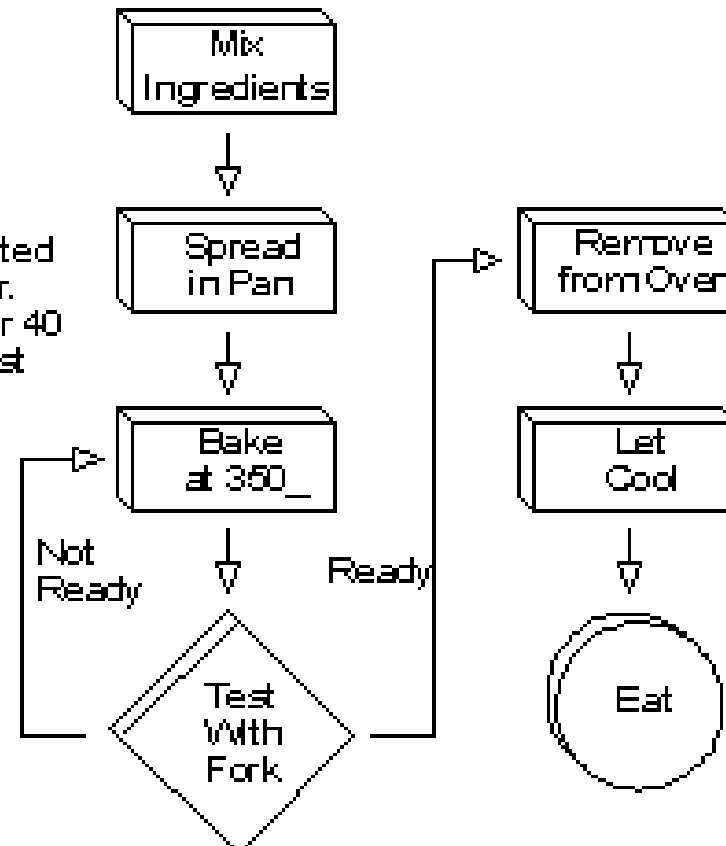 Mix
Ingredients
Spread
in Pan
Bake
at 350_
Not
Ready
Test
With
Fork
Ready
Remove
from Oven
Let
Cool
Eat
r 40